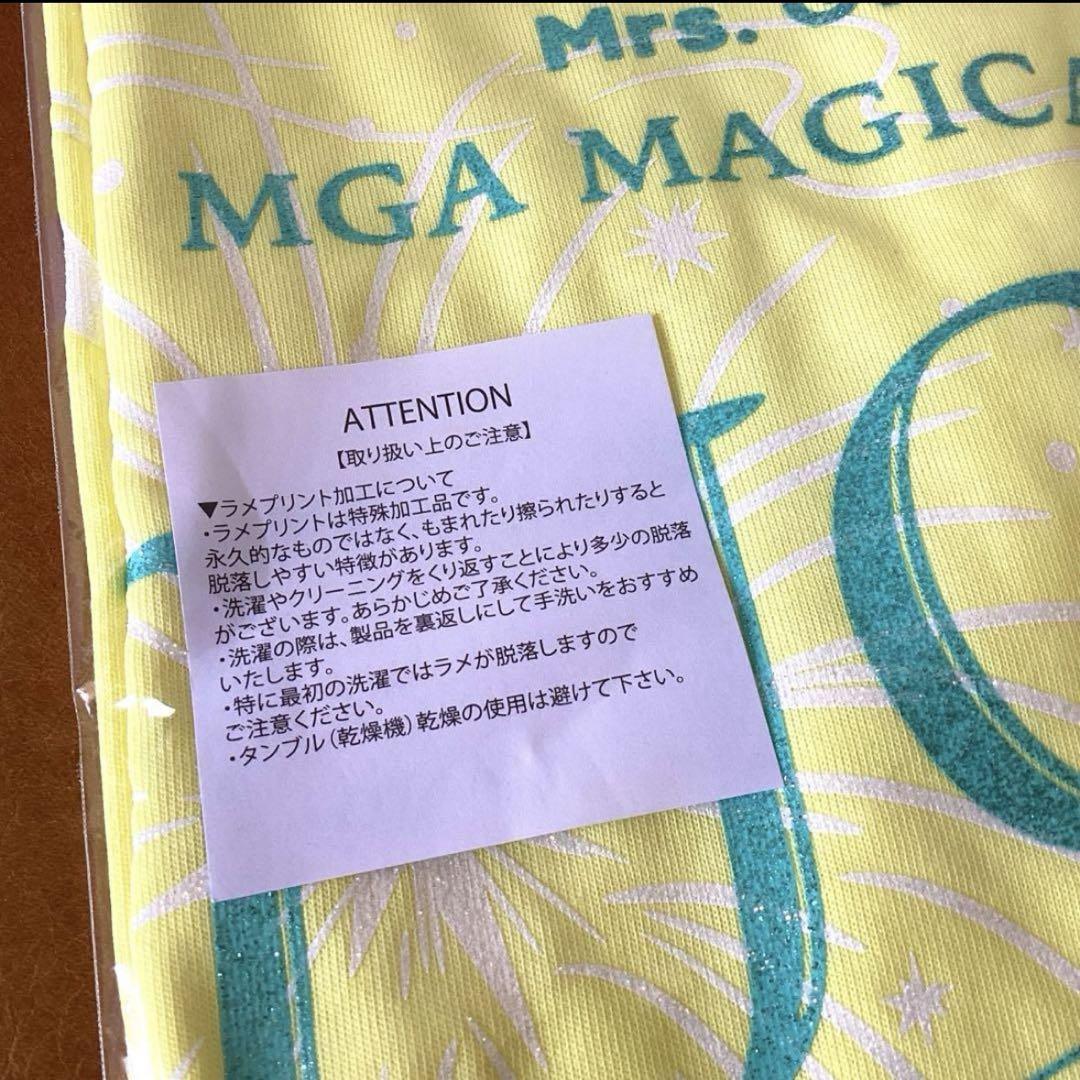 Mrs.
MGA MAGIC
ATTENTION
【取り扱い上のご注意】
▼ラメプリント加工について
・ラメプリントは特殊加工品です。
永久的なものではなく、もまれたり擦られたりすると
脱落しやすい特徴があります。
・洗濯やクリーニングをくり返すことにより多少の脱落
がございます。あらかじめご了承ください。
・洗濯の際は、製品を裏返しにして手洗いをおすすめ
いたします。
・特に最初の洗濯ではラメが脱落しますので
ご注意ください。
・タンブル（乾燥機）乾燥の使用は避けて下さい。